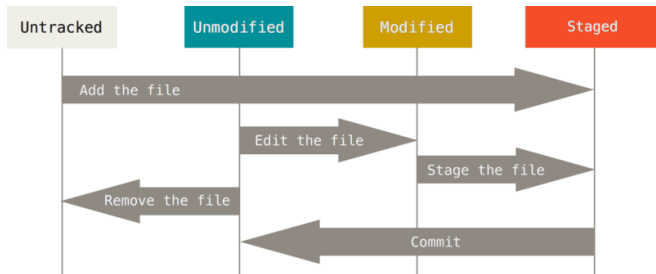 Untracked
Unmodified
Modified
Staged
Add the file
Edit the file
Stage the file
Remove the file
Commit